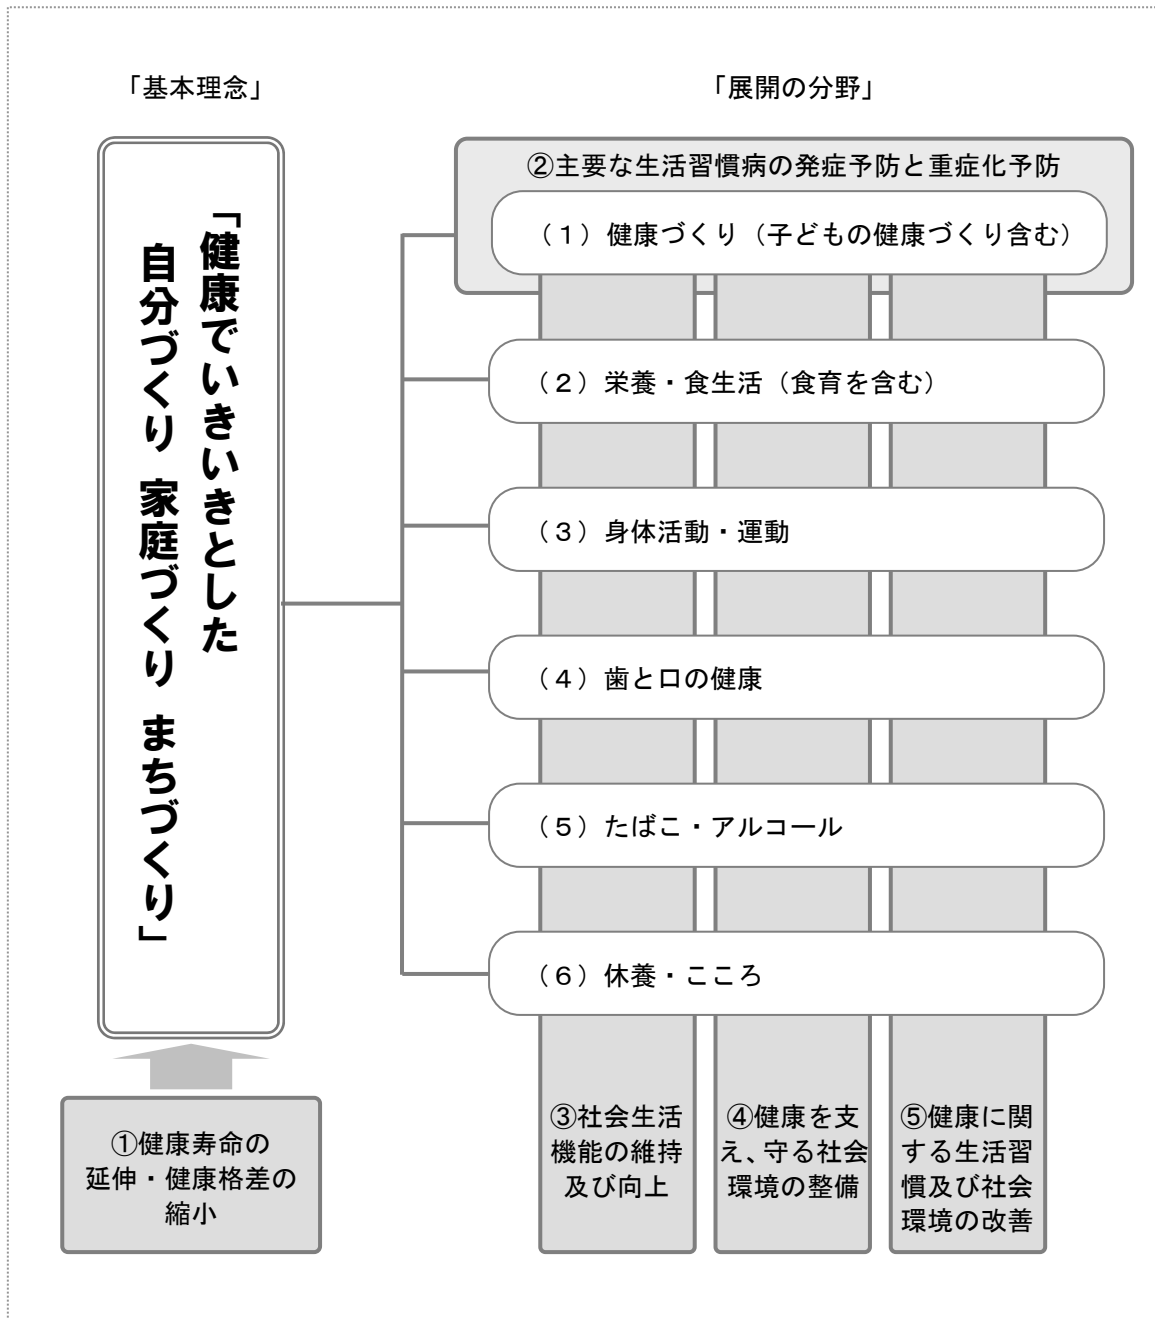 「基本理念」
「健康でいきいきとした
自分づくり 家庭づくり まちづくり」
①健康寿命の
延伸・健康格差の
縮小
「展開の分野」
②主要な生活習慣病の発症予防と重症化予防
（１）健康づくり（子どもの健康づくり含む）
（２）栄養・食生活（食育を含む）
（３）身体活動・運動
（４）歯と口の健康
（５）たばこ・アルコール
（６）休養・こころ
③社会生活
機能の維持
及び向上
④健康を支
え、守る社会
環境の整備
⑤健康に関
する生活習
慣及び社会
環境の改善